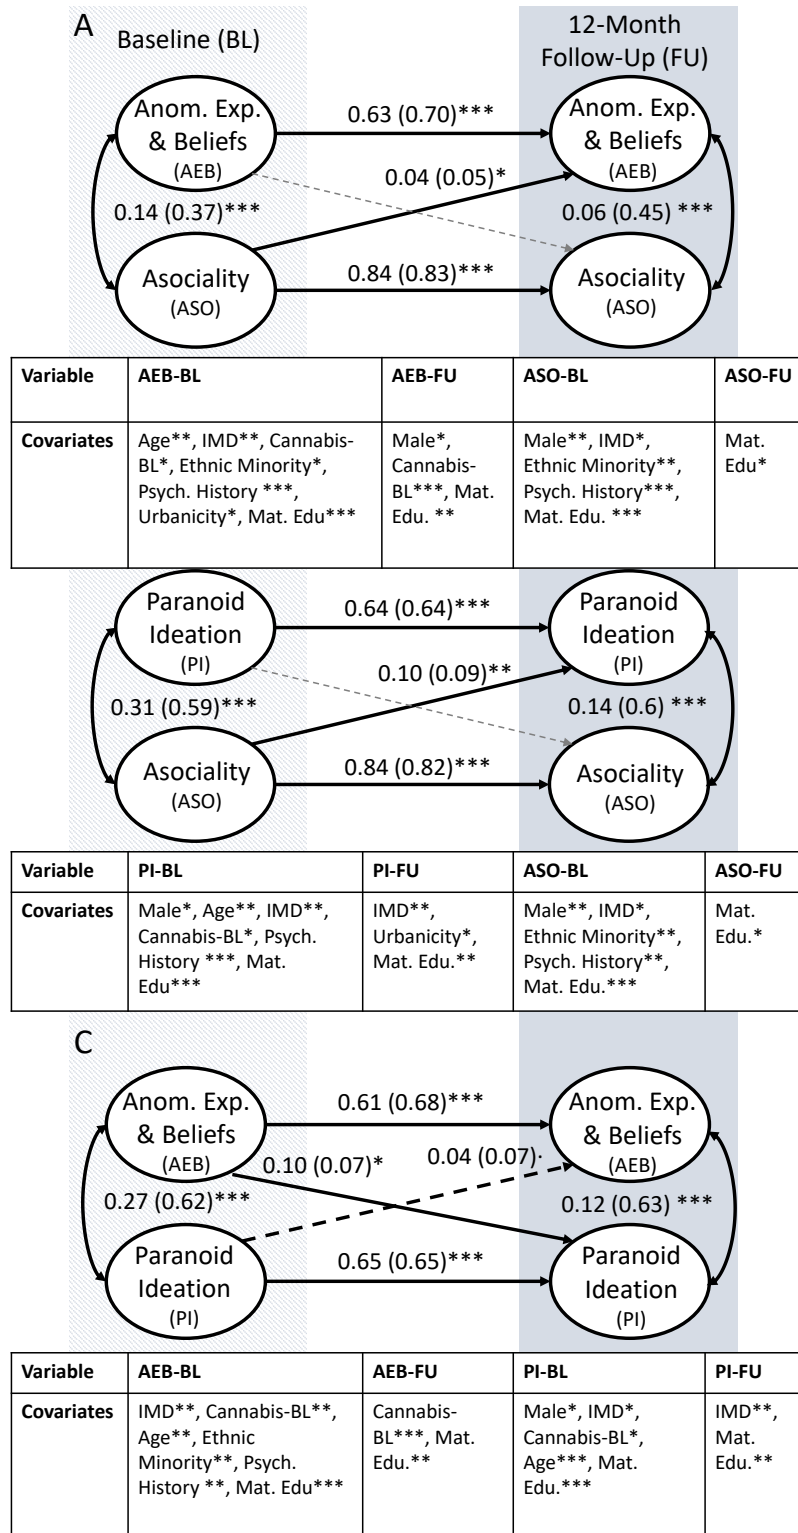 A
Baseline (BL)
12-Month
Follow-Up (FU)
Anom. Exp.
& Beliefs
(AEB)
0.63 (0.70)***
Anom. Exp.
& Beliefs
(AEB)
0.04 (0.05)*
0.14 (0.37)***
0.06 (0.45) ***
Asociality
(ASO)
0.84 (0.83)***
Asociality
(ASO)
Variable
AEB-BL
AEB-FU
ASO-BL
ASO-FU
Covariates
Age**, IMD**, Cannabis-
BL*, Ethnic Minority*,
Psych. History ***,
Urbanicity*, Mat. Edu***
Male*,
Cannabis-
BL***, Mat.
Edu. **
Male**, IMD*,
Ethnic Minority**,
Psych. History***,
Mat. Edu. ***
Mat.
Edu*
Paranoid
Ideation
(PI)
0.64 (0.64)***
Paranoid
Ideation
(PI)
0.10 (0.09)**
0.31 (0.59)***
0.14 (0.6) ***
Asociality
(ASO)
0.84 (0.82)***
Asociality
(ASO)
Variable
PI-BL
PI-FU
ASO-BL
ASO-FU
Covariates
Male*, Age**, IMD**,
Cannabis-BL*, Psych.
History ***, Mat.
Edu***
IMD**,
Urbanicity*,
Mat. Edu.**
Male**, IMD*,
Ethnic Minority**,
Psych. History**,
Mat. Edu.***
Mat.
Edu.*
C
Anom. Exp.
& Beliefs
(AEB)
0.61 (0.68)***
Anom. Exp.
& Beliefs
(AEB)
0.10 (0.07)*
0.04 (0.07)·
0.27 (0.62)***
0.12 (0.63) ***
Paranoid
Ideation
(PI)
0.65 (0.65)***
Paranoid
Ideation
(PI)
Variable
AEB-BL
AEB-FU
PI-BL
PI-FU
Covariates
IMD**, Cannabis-BL**,
Age**, Ethnic
Minority**, Psych.
History **, Mat. Edu***
Cannabis-
BL***, Mat.
Edu.**
Male*, IMD*,
Cannabis-BL*,
Age***, Mat.
Edu.***
IMD**,
Mat.
Edu.**